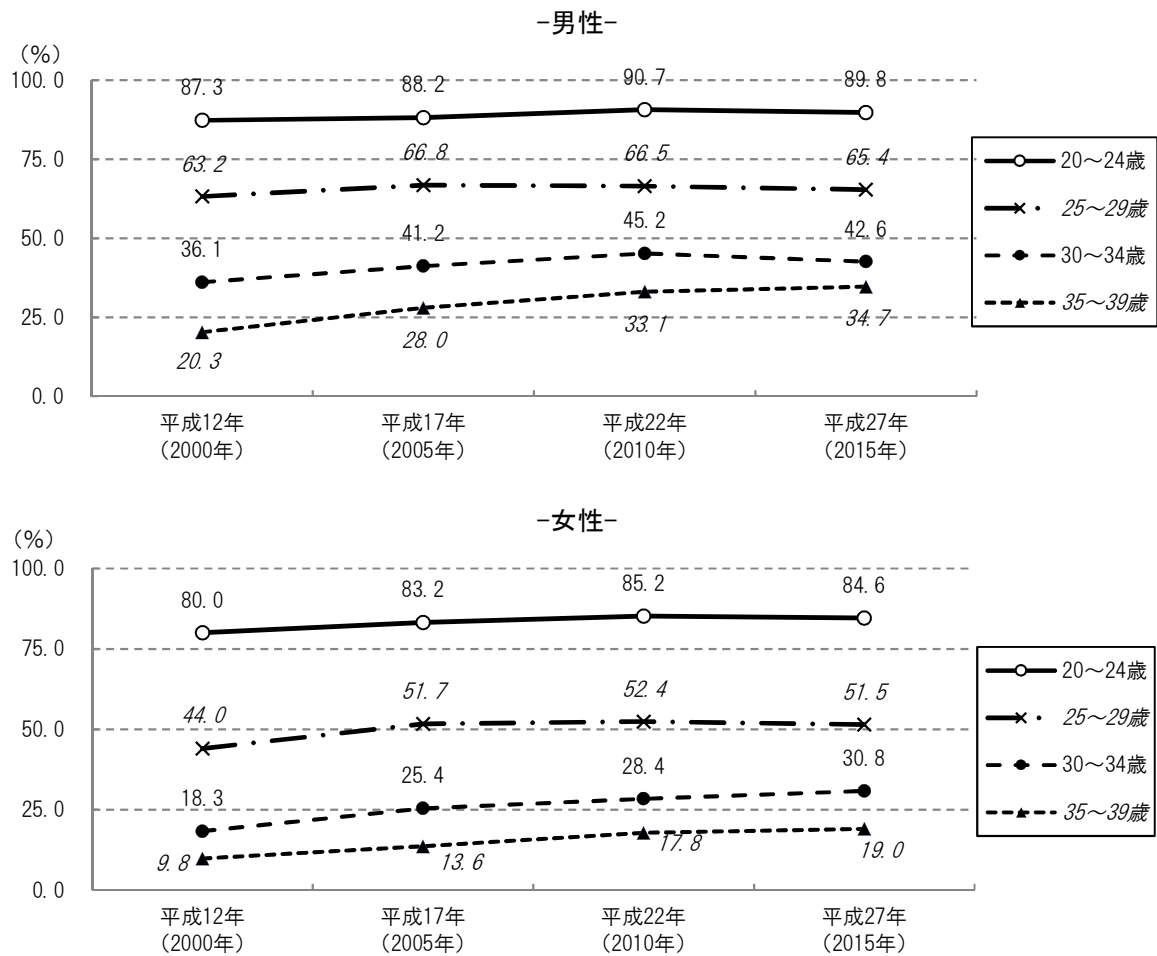 -男性-
(%)
100.0
75.0
50.0
25.0
0.0
87.3
88.2
90.7
89.8
63.2
66.8
66.5
65.4
36.1
41.2
45.2
42.6
20.3
28.0
33.1
34.7
平成12年
(2000年)
平成17年
(2005年)
平成22年
(2010年)
平成27年
(2015年)
20～24歳
25～29歳
30～34歳
35～39歳
-女性-
(%)
100.0
75.0
50.0
25.0
0.0
80.0
83.2
85.2
84.6
44.0
51.7
52.4
51.5
18.3
25.4
28.4
30.8
9.8
13.6
17.8
19.0
平成12年
(2000年)
平成17年
(2005年)
平成22年
(2010年)
平成27年
(2015年)
20～24歳
25～29歳
30～34歳
35～39歳